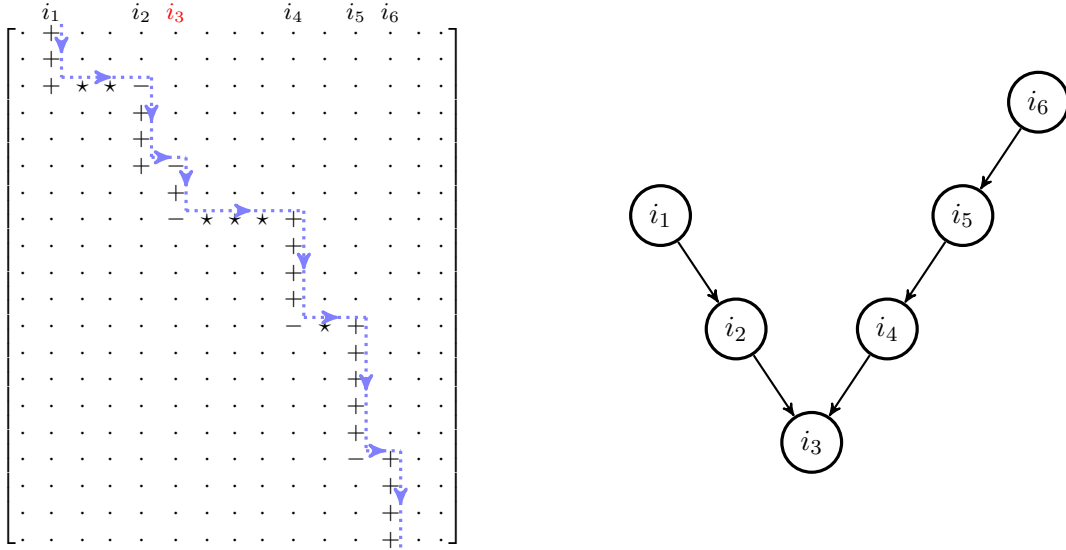 i₁ i₂ i₃ i₄ i₅ i₆
· + · · · · · · · · · · · · ·
· + · · · · · · · · · · · · ·
· + ⋆ ⋆ − · · · · · · · · · ·
· · · · + · · · · · · · · · ·
· · · · + · · · · · · · · · ·
· · · · + − · · · · · · · · ·
· · · · · + · · · · · · · · ·
· · · · · − ⋆ ⋆ ⋆ + · · · · ·
· · · · · · · · · + · · · · ·
· · · · · · · · · + · · · · ·
· · · · · · · · · + · · · · ·
· · · · · · · · · − ⋆ + · · ·
· · · · · · · · · · · + · · ·
· · · · · · · · · · · + · · ·
· · · · · · · · · · · + · · ·
· · · · · · · · · · · + · · ·
· · · · · · · · · · · − + · ·
· · · · · · · · · · · · + · ·
· · · · · · · · · · · · + · ·
· · · · · · · · · · · · + · ·
i₆
i₁ i₅
i₂ i₄
i₃